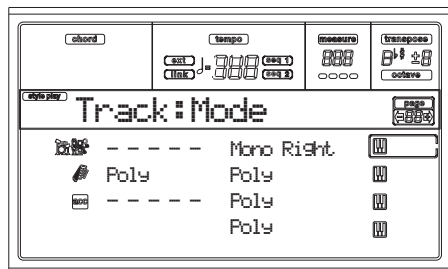 chord tempo measure transpose
ext seq 1
link seq 2
octave
style play Track:Mode page
- - - - - Mono Right
Poly Poly
ACC - - - - - Poly
Poly